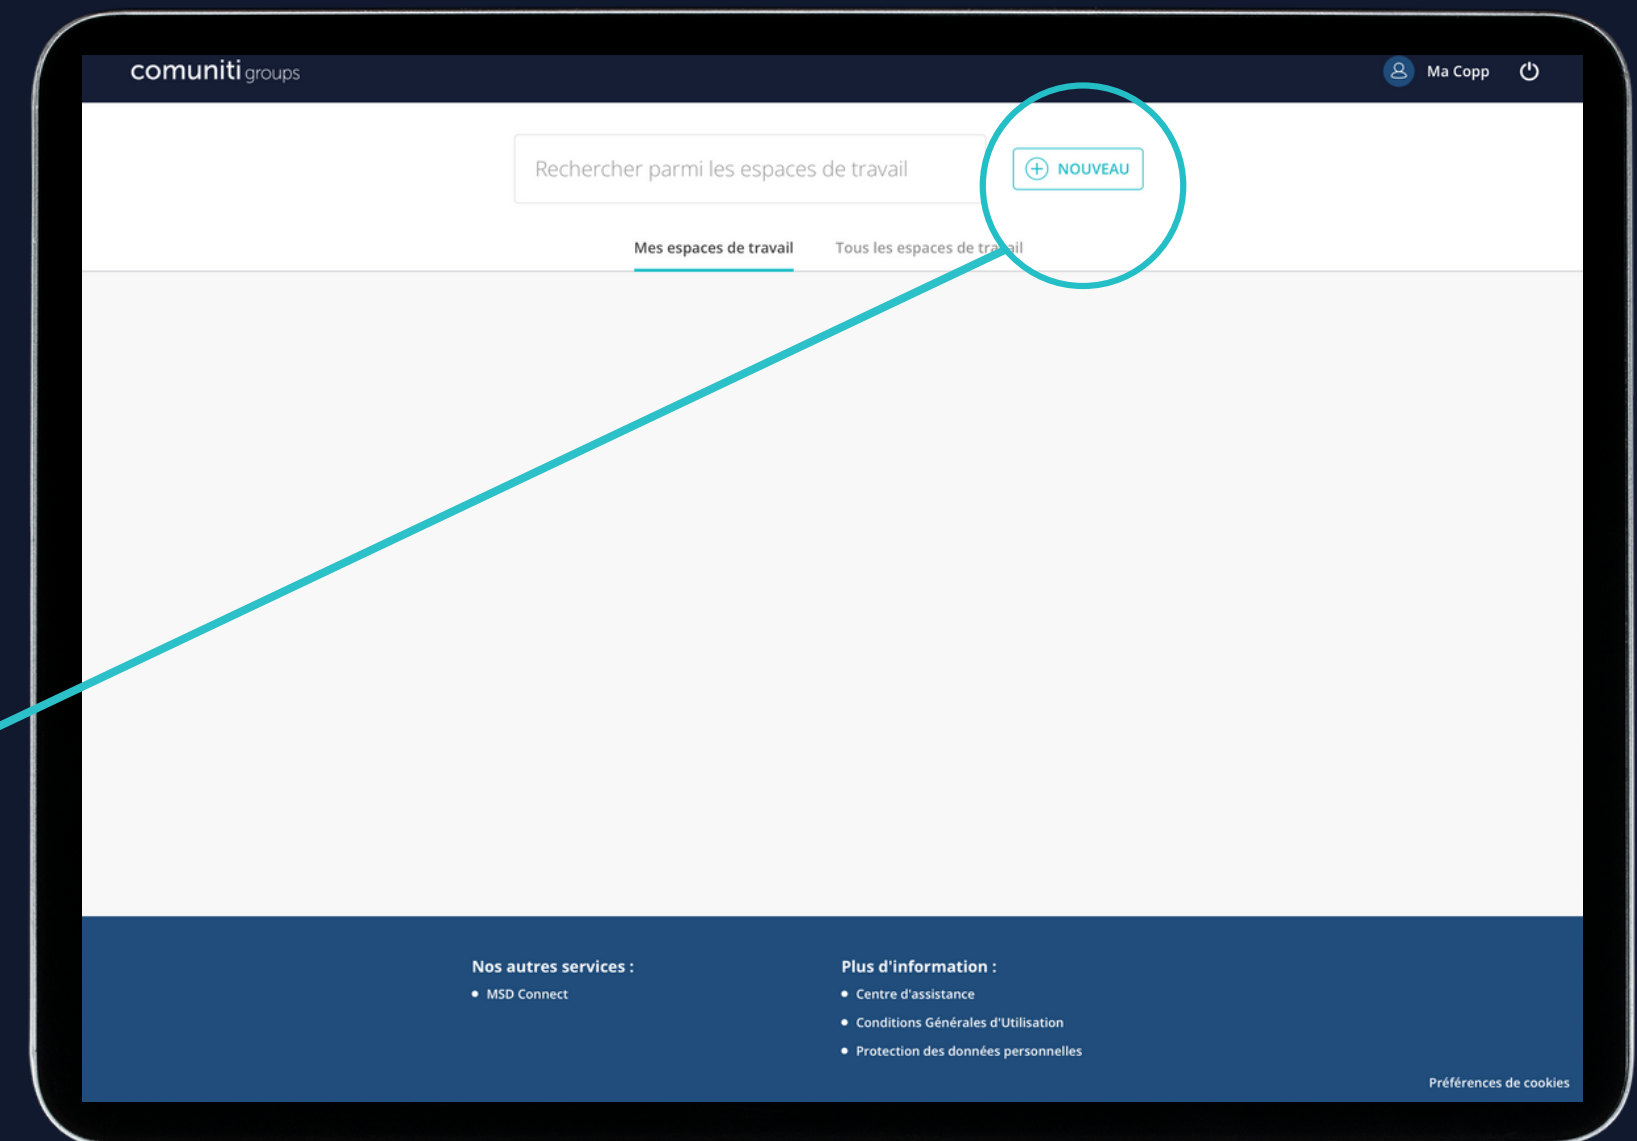 comuniti groups
Ma Copp
Rechercher parmi les espaces de travail
NOUVEAU
Mes espaces de travail
Tous les espaces de travail
Nos autres services :
MSD Connect
Plus d'information :
Centre d'assistance
Conditions Générales d'Utilisation
Protection des données personnelles
Préférences de cookies